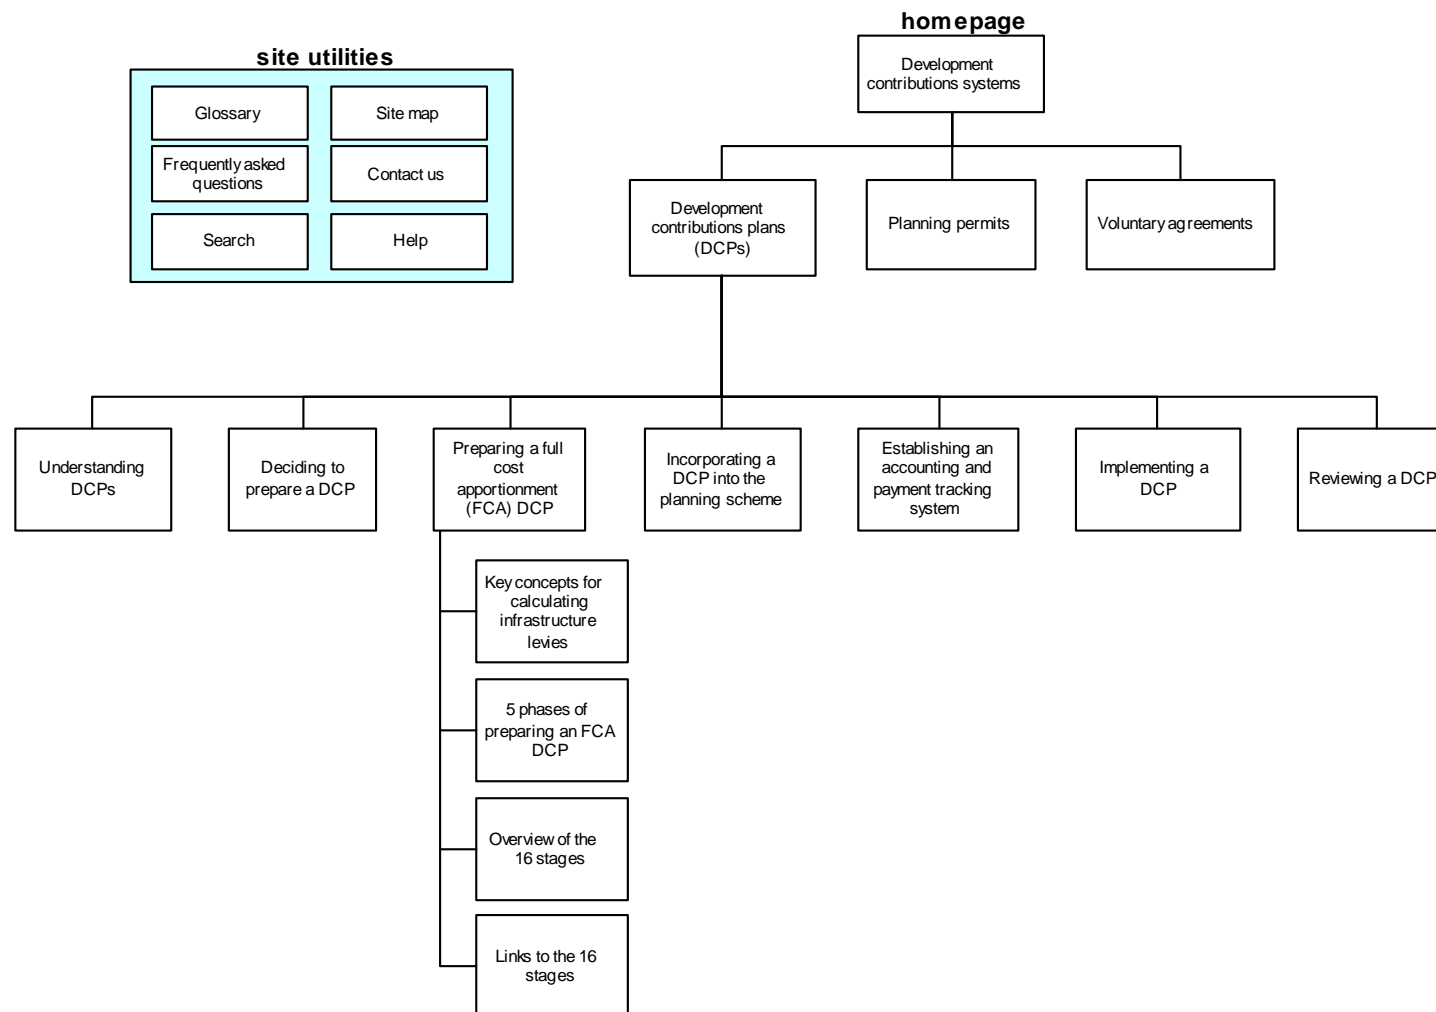 homepage
site utilities
Development
contributions systems
Glossary
Site map
Frequently asked
questions
Contact us
Search
Help
Development
contributions plans
(DCPs)
Planning permits
Voluntary agreements
Understanding
DCPs
Deciding to
prepare a DCP
Preparing a full
cost
apportionment
(FCA) DCP
Incorporating a
DCP into the
planning scheme
Establishing an
accounting and
payment tracking
system
Implementing a
DCP
Reviewing a DCP
Key concepts for
calculating
infrastructure
levies
5 phases of
preparing an FCA
DCP
Overview of the
16 stages
Links to the 16
stages